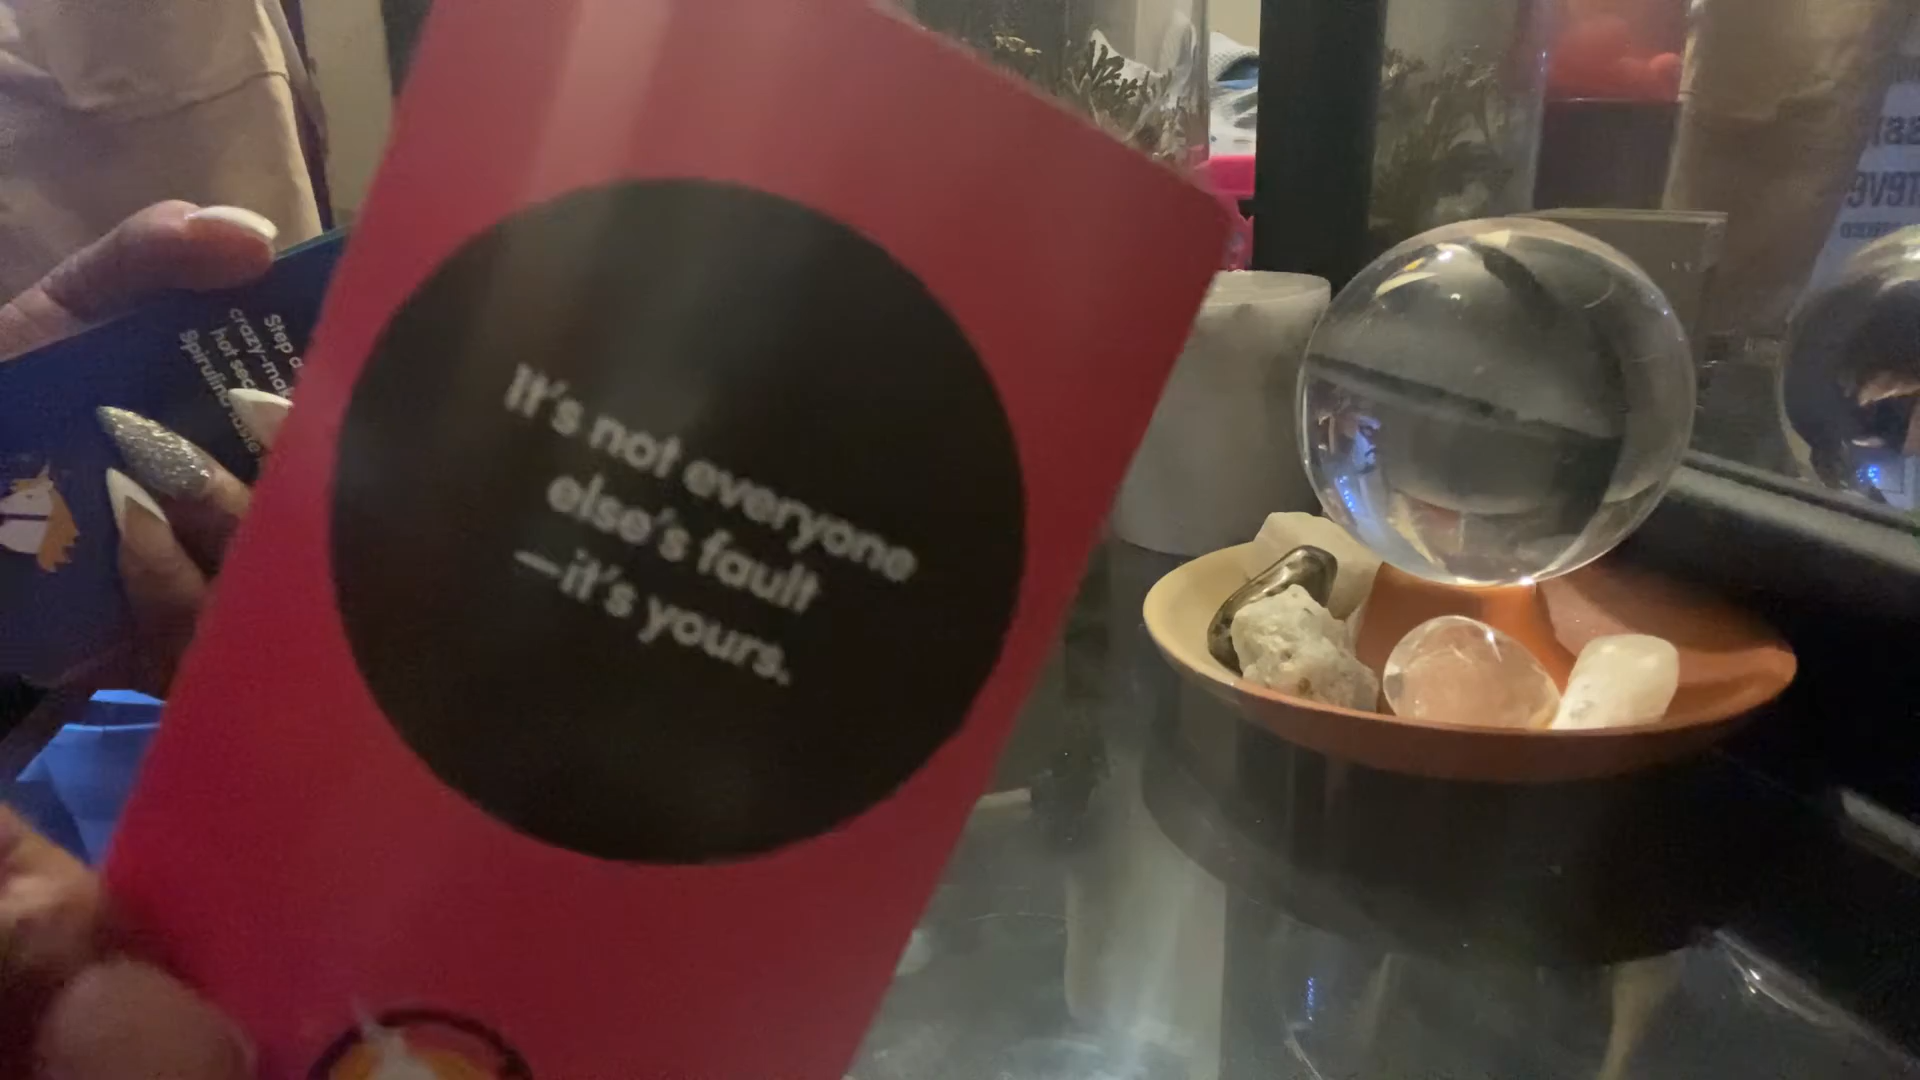 It's not everyone
else's fault
—it's yours.
Step a
crazy-ma
hot sec
Spirulina